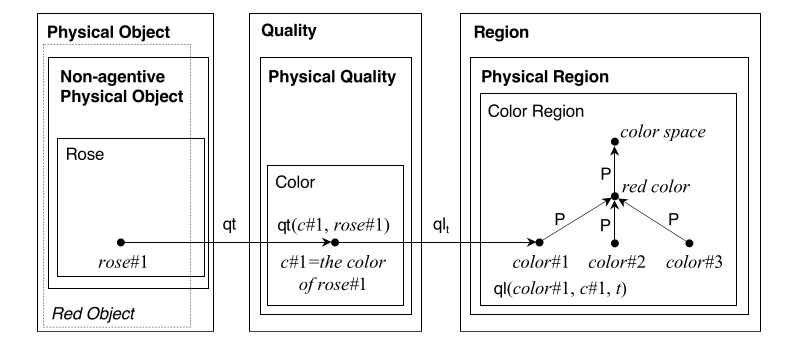 Physical Object
Non-agentive
Physical Object
Rose
rose#1
Red Object
qt
Quality
Physical Quality
Color
qt(c#1, rose#1)
c#1=the color
of rose#1
qlt
Region
Physical Region
Color Region
color space
P
red color
P
P
P
color#1
color#2
color#3
ql(color#1, c#1, t)